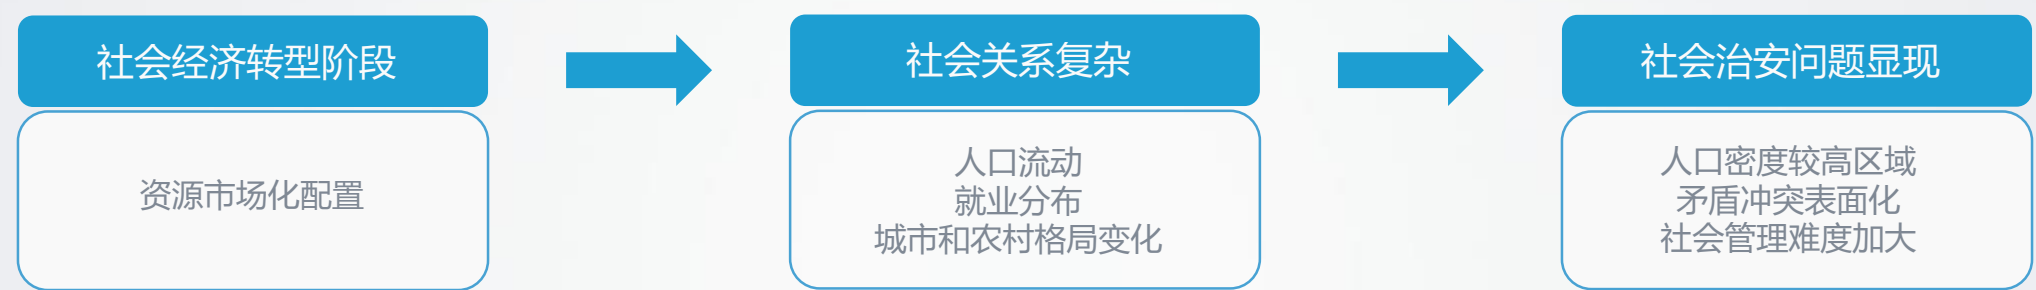 社会经济转型阶段
资源市场化配置
社会关系复杂
人口流动
就业分布
城市和农村格局变化
社会治安问题显现
人口密度较高区域
矛盾冲突表面化
社会管理难度加大